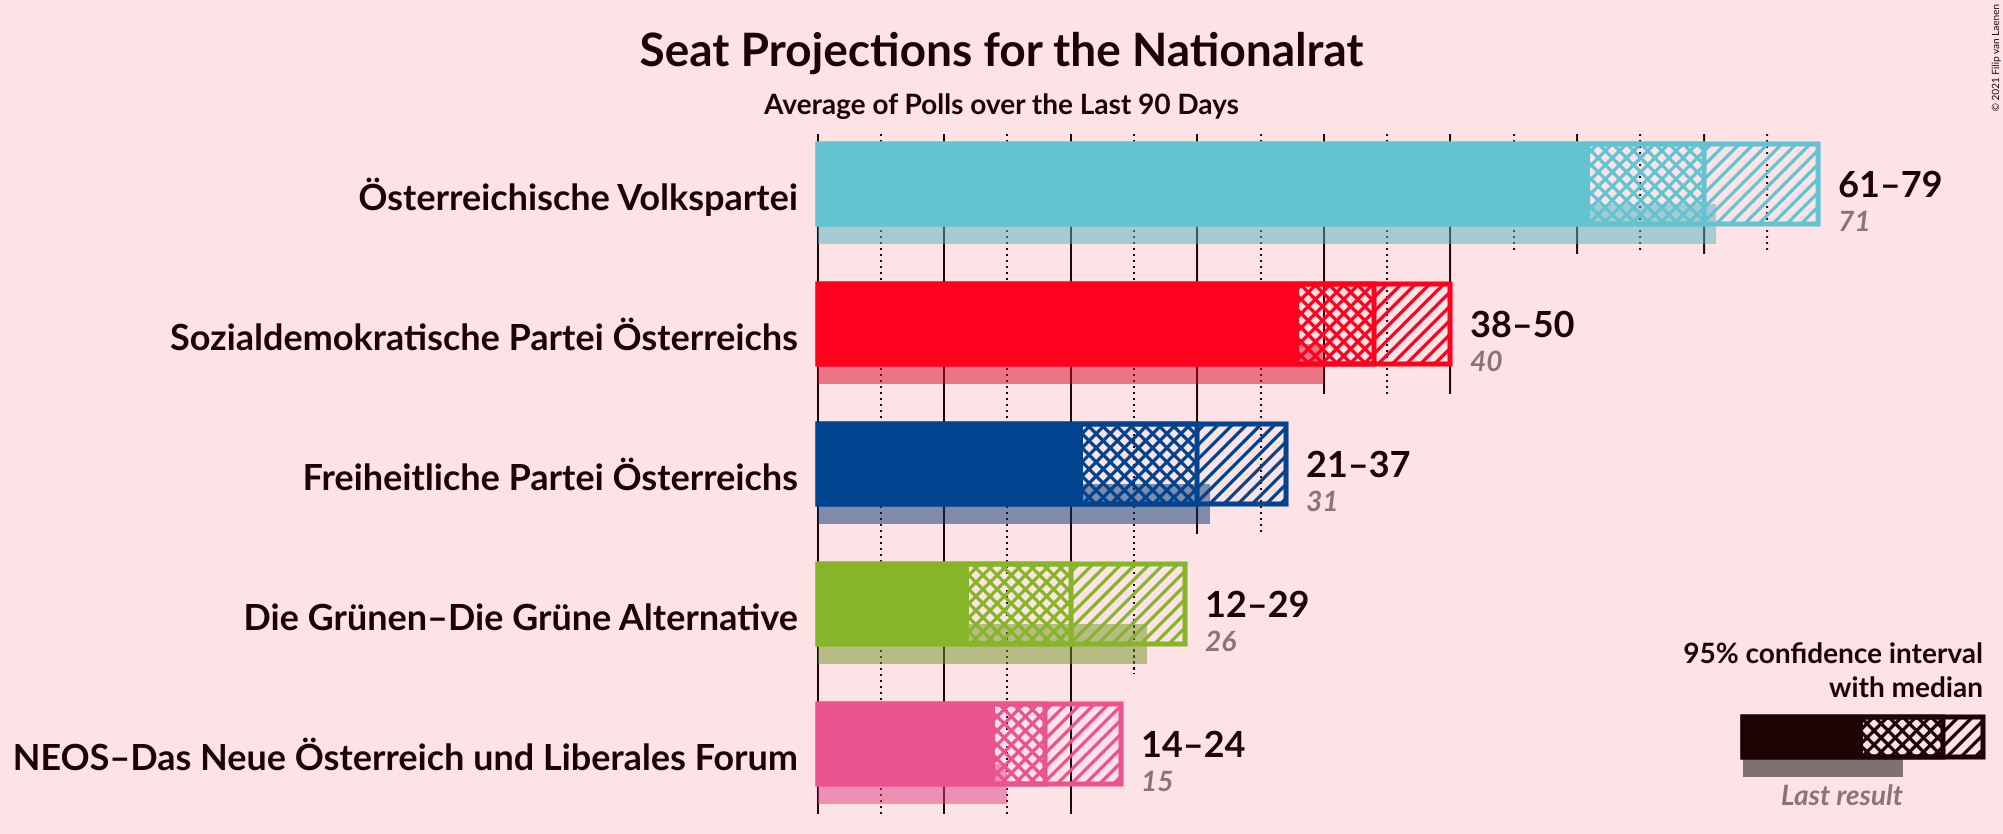 Seat Projections for the Nationalrat
Average of Polls over the Last 90 Days
© 2021 Filip van Laenen
Österreichische Volkspartei
61–79
71
Sozialdemokratische Partei Österreichs
38–50
40
Freiheitliche Partei Österreichs
21–37
31
Die Grünen–Die Grüne Alternative
12–29
26
NEOS–Das Neue Österreich und Liberales Forum
14–24
15
95% confidence interval
with median
Last result